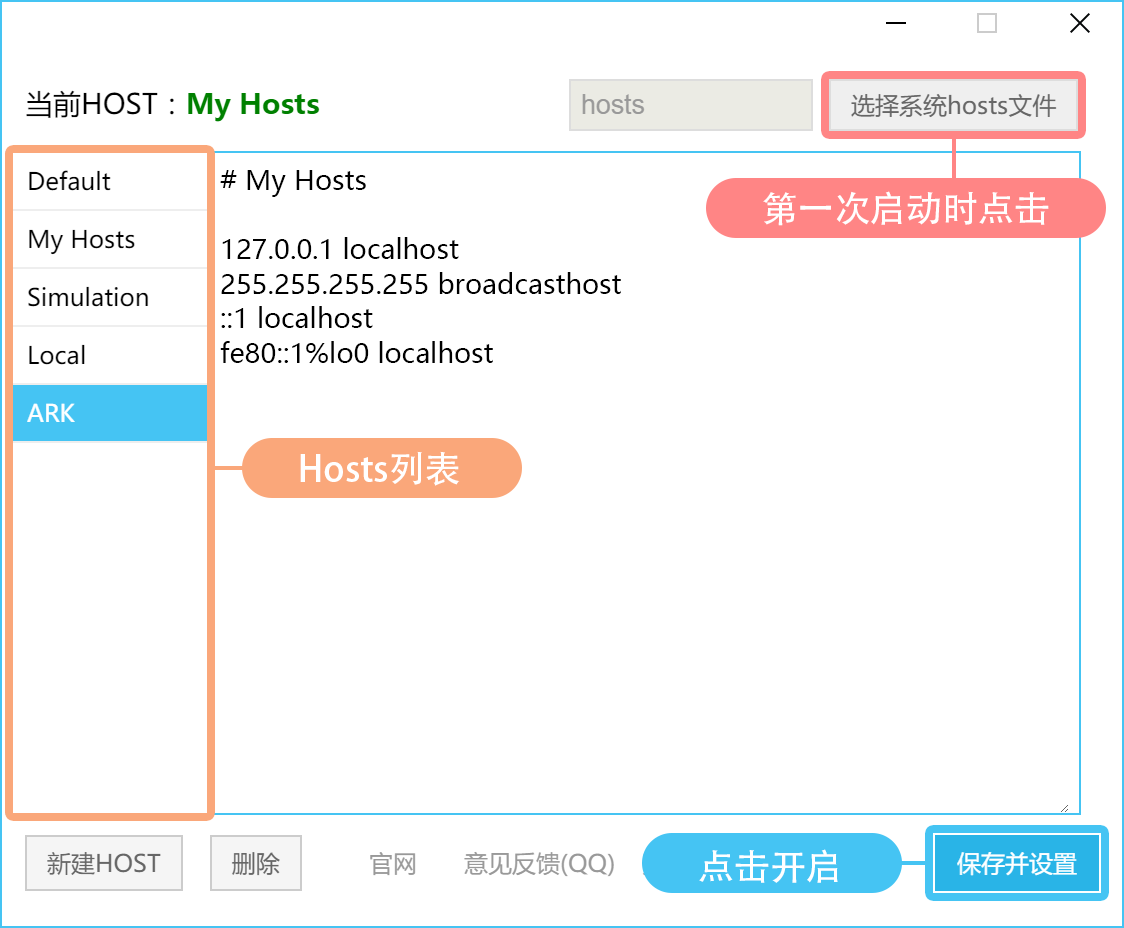 当前HOST：My Hosts
hosts
选择系统hosts文件
第一次启动时点击
Default
My Hosts
Simulation
Local
ARK
# My Hosts
127.0.0.1 localhost
255.255.255.255 broadcasthost
::1 localhost
fe80::1%lo0 localhost
Hosts列表
新建HOST
删除
官网
意见反馈(QQ)
点击开启
保存并设置